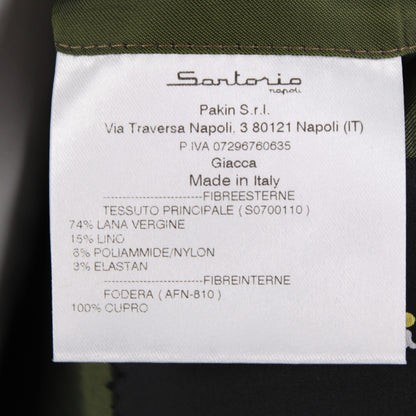 Sartorio
napoli
Pakin S.r.l.
Via Traversa Napoli, 3 80121 Napoli (IT)
P IVA 07296760635
Giacca
Made in Italy
--------------------------FIBREESTERNE
TESSUTO PRINCIPALE ( S0700110 )
74% LANA VERGINE
15% LINO
8% POLIAMMIDE/NYLON
3% ELASTAN
--------------------------FIBREINTERNE
FODERA ( AFN-810 )
100% CUPRO